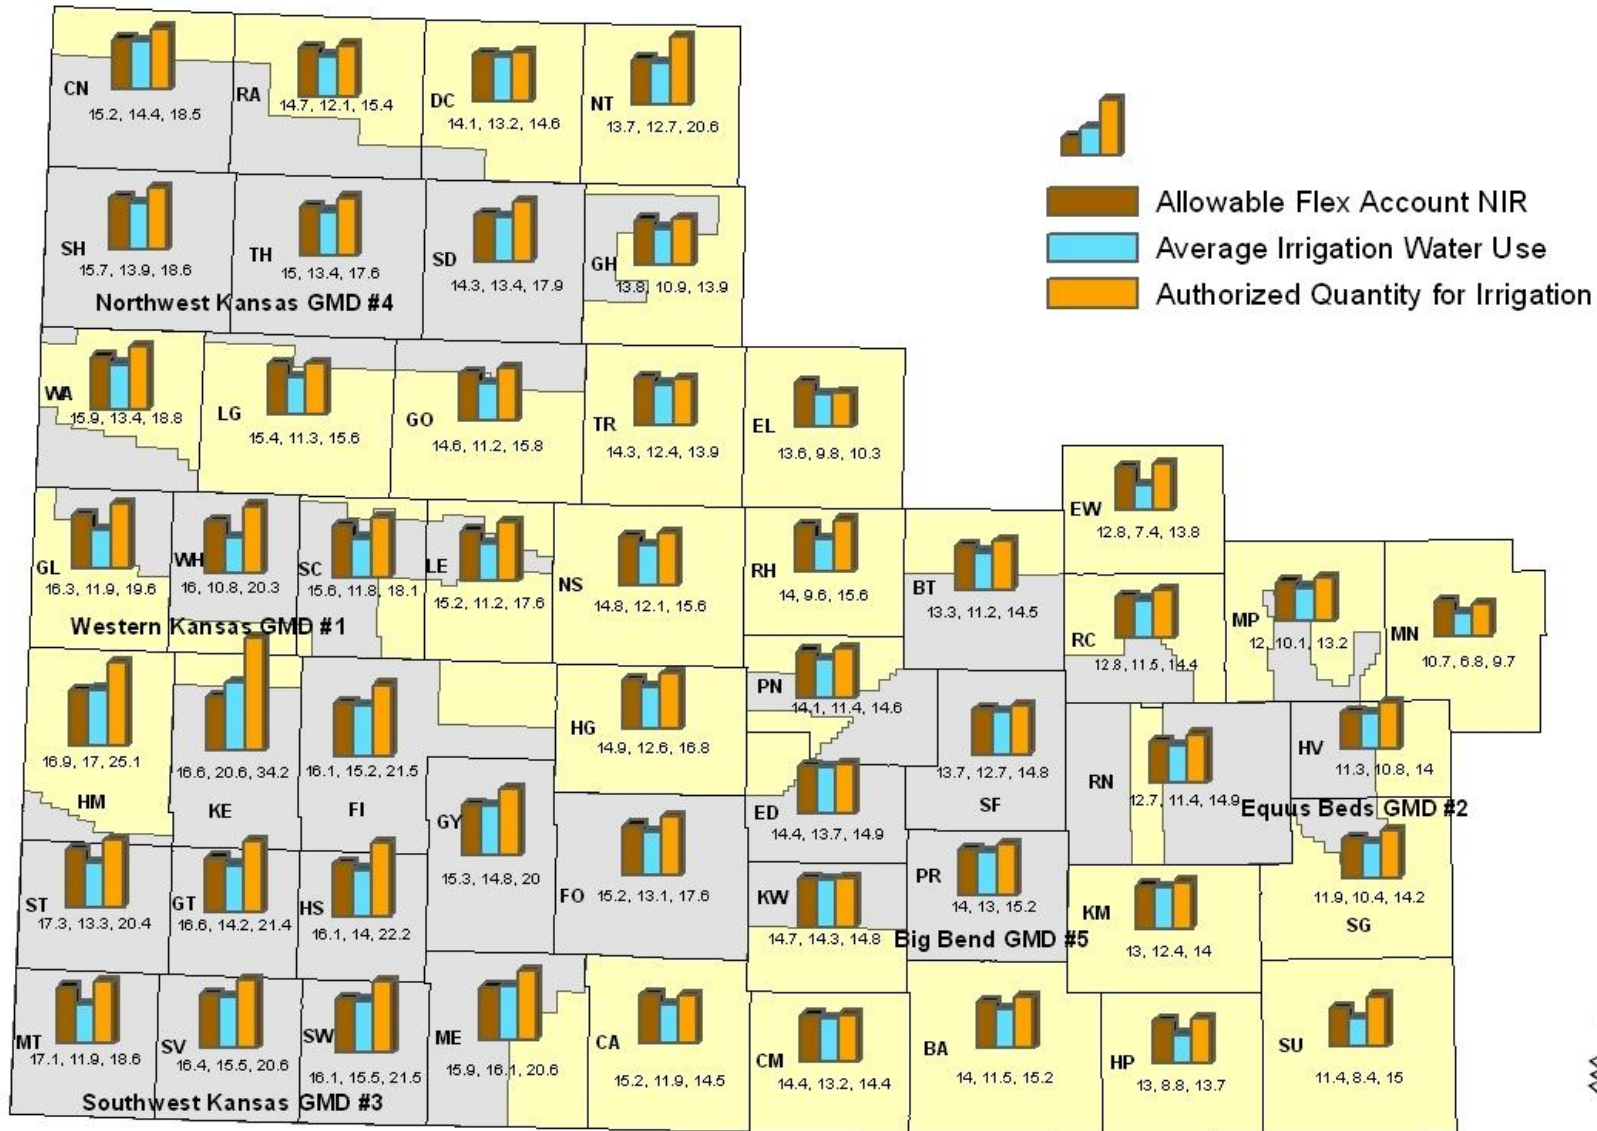 CN
15.2, 14.4, 18.5
RA
14.7, 12.1, 15.4
DC
14.1, 13.2, 14.6
NT
13.7, 12.7, 20.6
Allowable Flex Account NIR
Average Irrigation Water Use
Authorized Quantity for Irrigation
SH
15.7, 13.9, 18.6
TH
15, 13.4, 17.6
SD
14.3, 13.4, 17.9
GH
13.8, 10.9, 13.9
Northwest Kansas GMD #4
WA
15.9, 13.4, 18.8
LG
15.4, 11.3, 15.6
GO
14.6, 11.2, 15.8
TR
14.3, 12.4, 13.9
EL
13.6, 9.8, 10.3
EW
12.8, 7.4, 13.8
GL
16.3, 11.9, 19.6
WH
16, 10.8, 20.3
SC
15.6, 11.8, 18.1
LE
15.2, 11.2, 17.6
NS
14.8, 12.1, 15.6
RH
14, 9.6, 15.6
BT
13.3, 11.2, 14.5
RC
12.8, 11.5, 14.4
MP
12, 10.1, 13.2
MN
10.7, 6.8, 9.7
Western Kansas GMD #1
HM
16.9, 17, 25.1
KE
16.6, 20.6, 34.2
FI
16.1, 15.2, 21.5
HG
14.9, 12.6, 16.8
PN
14.1, 11.4, 14.6
SF
13.7, 12.7, 14.8
RN
12.7, 11.4, 14.9
HV
11.3, 10.8, 14
Equus Beds GMD #2
GY
15.3, 14.8, 20
FO
15.2, 13.1, 17.6
ED
14.4, 13.7, 14.9
ST
17.3, 13.3, 20.4
GT
16.6, 14.2, 21.4
HS
16.1, 14, 22.2
KW
14.7, 14.3, 14.8
PR
14, 13, 15.2
Big Bend GMD #5
KM
13, 12.4, 14
11.9, 10.4, 14.2
SG
MT
17.1, 11.9, 18.6
SV
16.4, 15.5, 20.6
SW
16.1, 15.5, 21.5
ME
15.9, 16.1, 20.6
CA
15.2, 11.9, 14.5
CM
14.4, 13.2, 14.4
BA
14, 11.5, 15.2
HP
13, 8.8, 13.7
SU
11.4, 8.4, 15
Southwest Kansas GMD #3